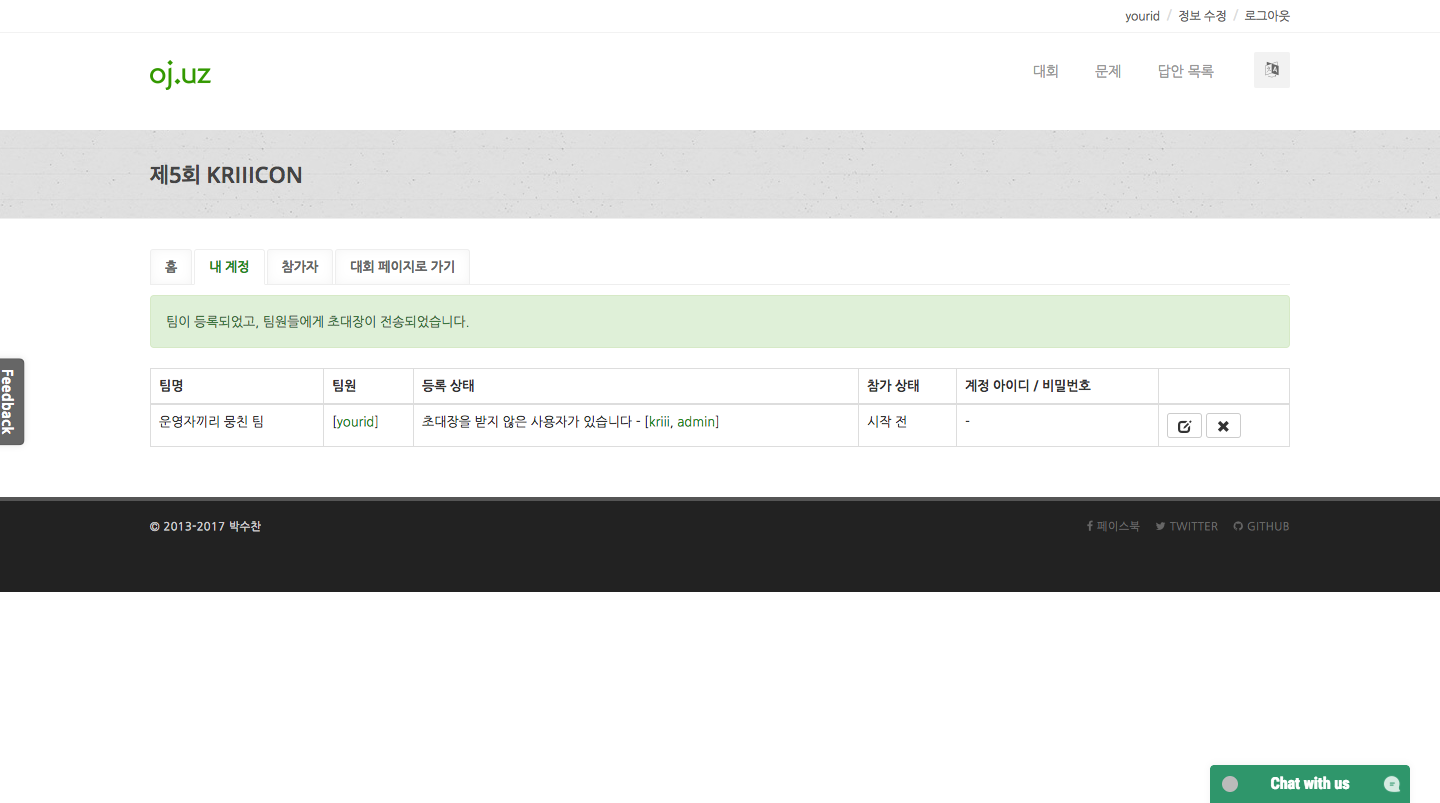 yourid / 정보 수정 / 로그아웃
oj.uz
대회 문제 답안 목록
제5회 KRIIICON
홈 내 계정 참가자 대회 페이지로 가기
팀이 등록되었고, 팀원들에게 초대장이 전송되었습니다.
팀명 팀원 등록 상태 참가 상태 계정 아이디 / 비밀번호
운영자끼리 뭉친 팀 [yourid] 초대장을 받지 않은 사용자가 있습니다 - [kriii, admin] 시작 전 -
Feedback
© 2013-2017 박수찬 페이스북 TWITTER GITHUB
Chat with us